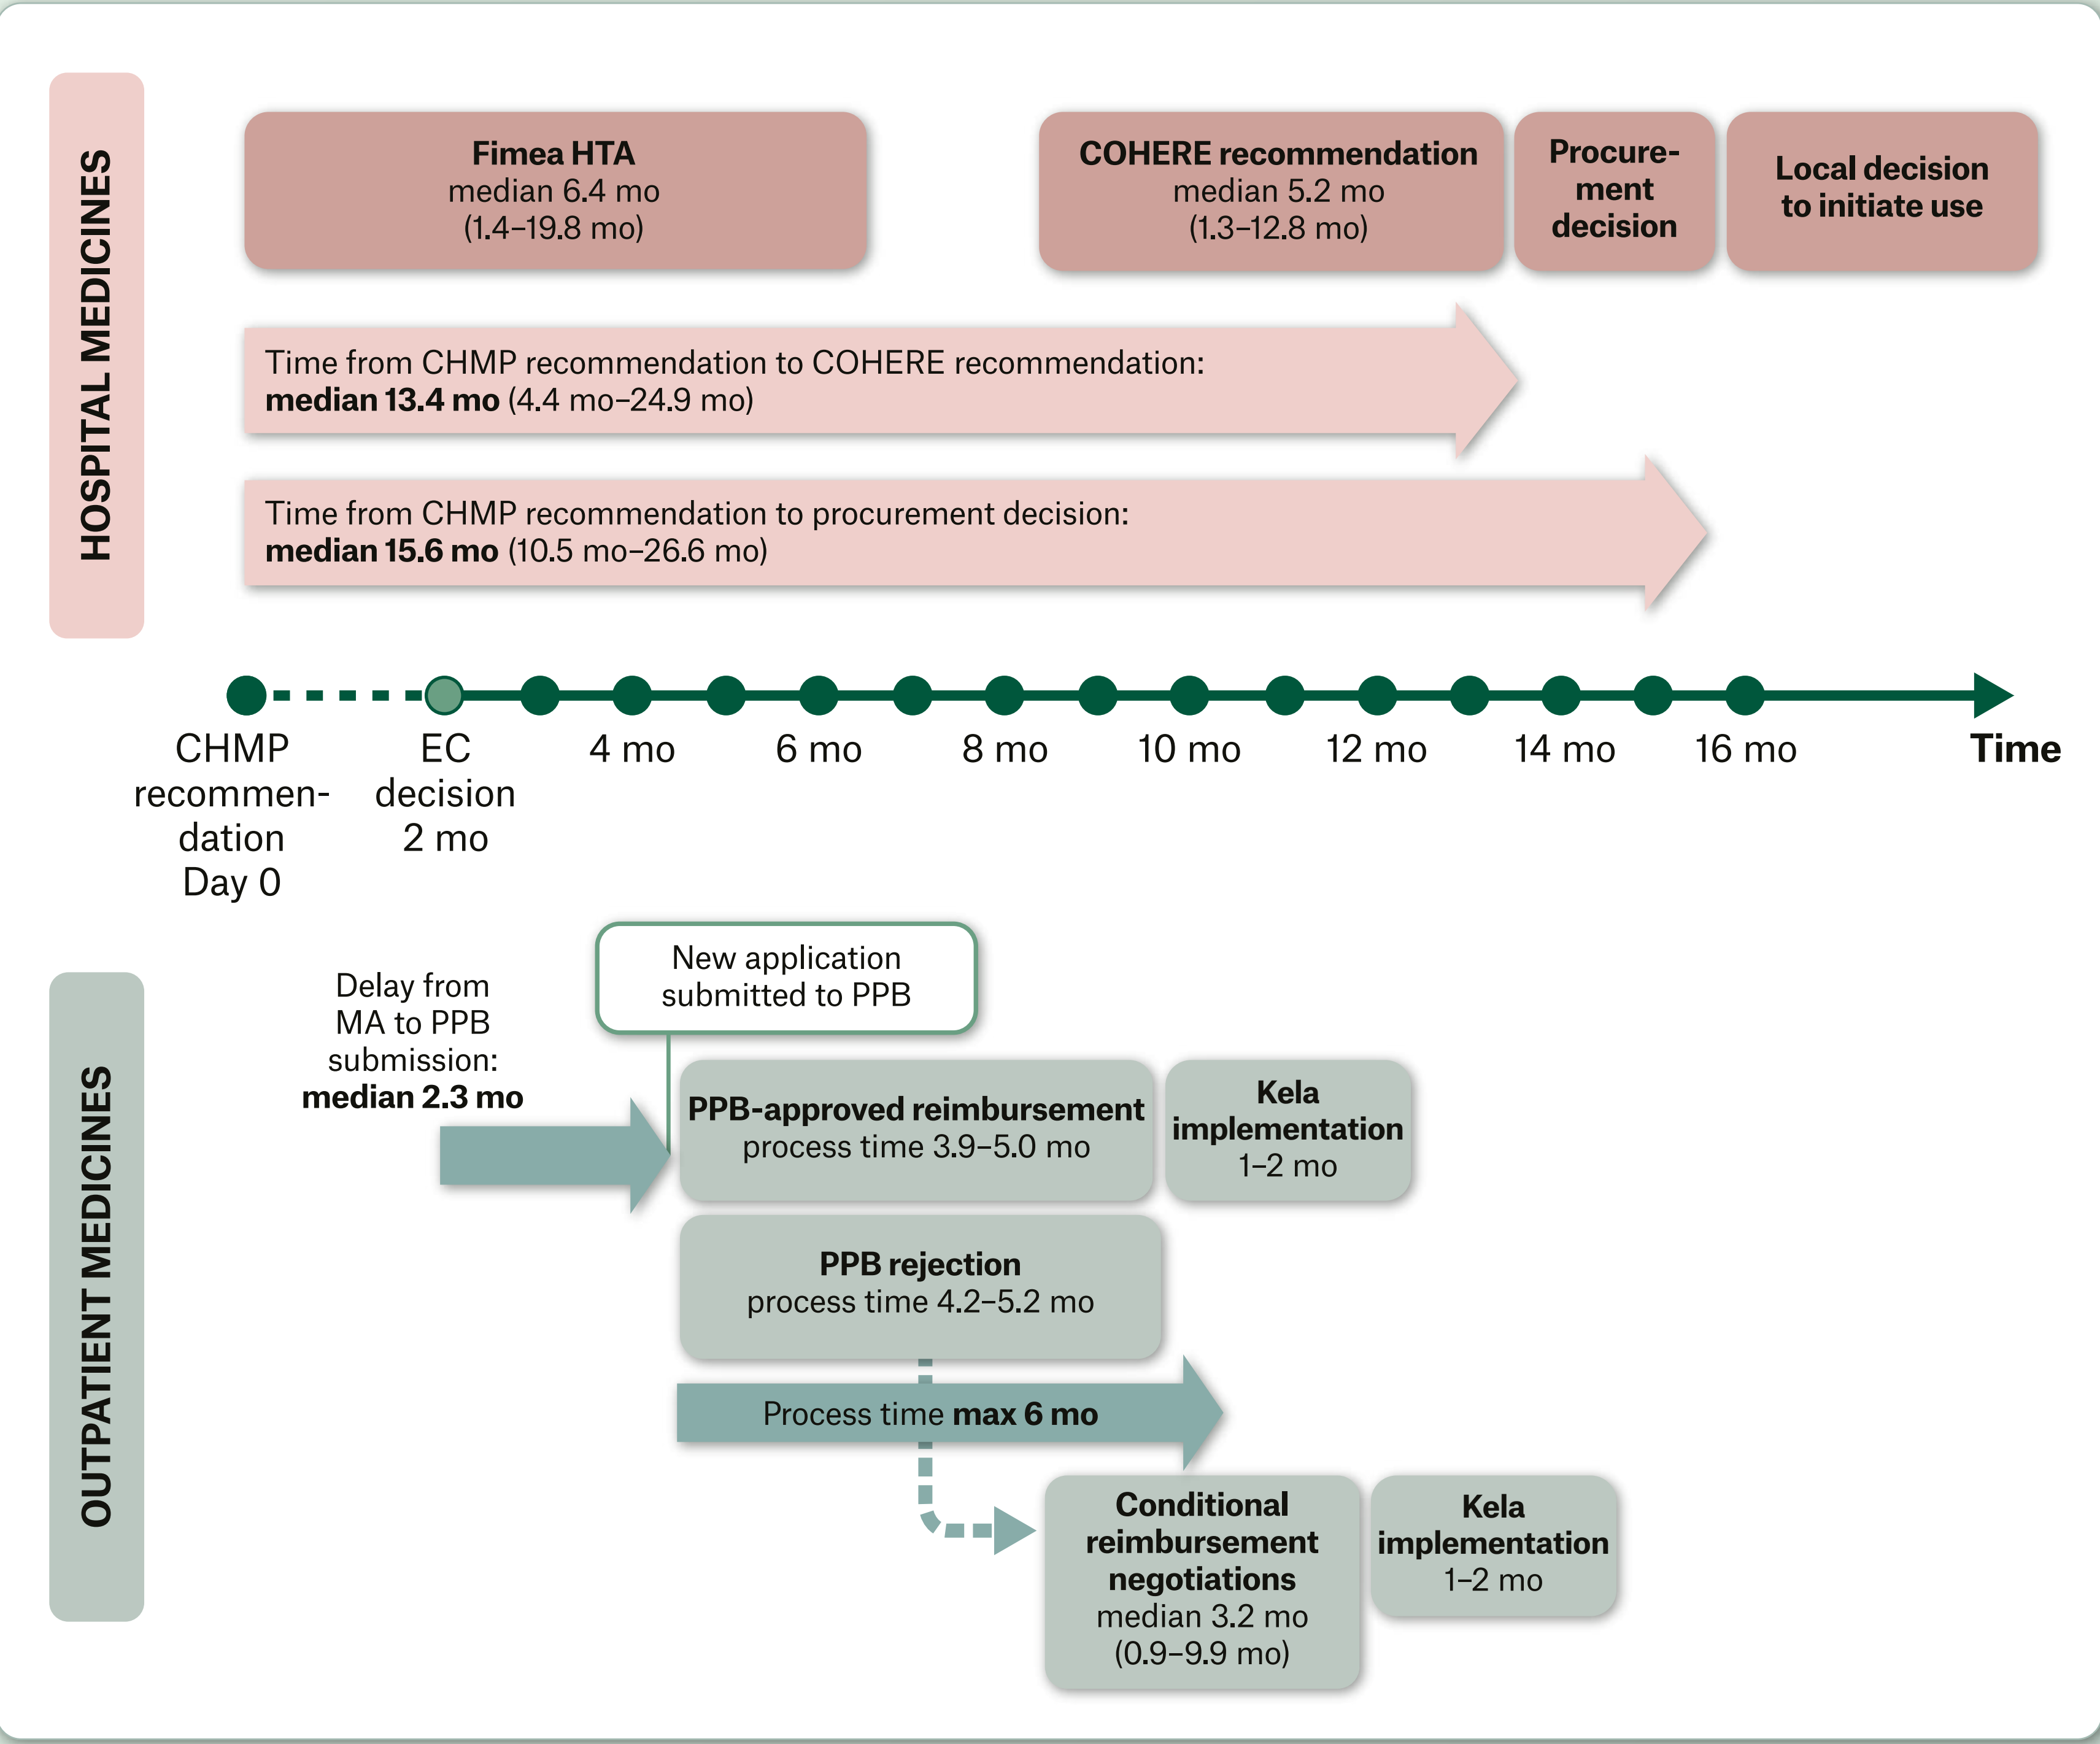 HOSPITAL MEDICINES
Fimea HTA
median 6.4 mo
(1.4–19.8 mo)
COHERE recommendation
median 5.2 mo
(1.3–12.8 mo)
Procure-
ment
decision
Local decision
to initiate use
Time from CHMP recommendation to COHERE recommendation:
median 13.4 mo (4.4 mo–24.9 mo)
Time from CHMP recommendation to procurement decision:
median 15.6 mo (10.5 mo–26.6 mo)
CHMP
recommen-
dation
Day 0
EC
decision
2 mo
4 mo
6 mo
8 mo
10 mo
12 mo
14 mo
16 mo
Time
OUTPATIENT MEDICINES
Delay from
MA to PPB
submission:
median 2.3 mo
New application
submitted to PPB
PPB-approved reimbursement
process time 3.9–5.0 mo
Kela
implementation
1–2 mo
PPB rejection
process time 4.2–5.2 mo
Process time max 6 mo
Conditional
reimbursement
negotiations
median 3.2 mo
(0.9–9.9 mo)
Kela
implementation
1–2 mo